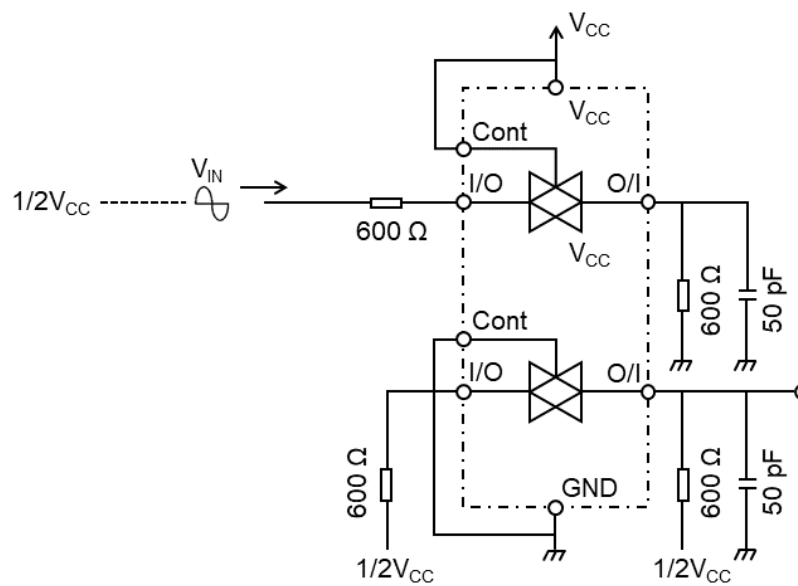 V_CC
V_CC
Cont
V_IN
I/O
O/I
1/2V_CC
600 Ω
V_CC
600 Ω
50 pF
Cont
I/O
O/I
600 Ω
GND
600 Ω
50 pF
1/2V_CC
1/2V_CC